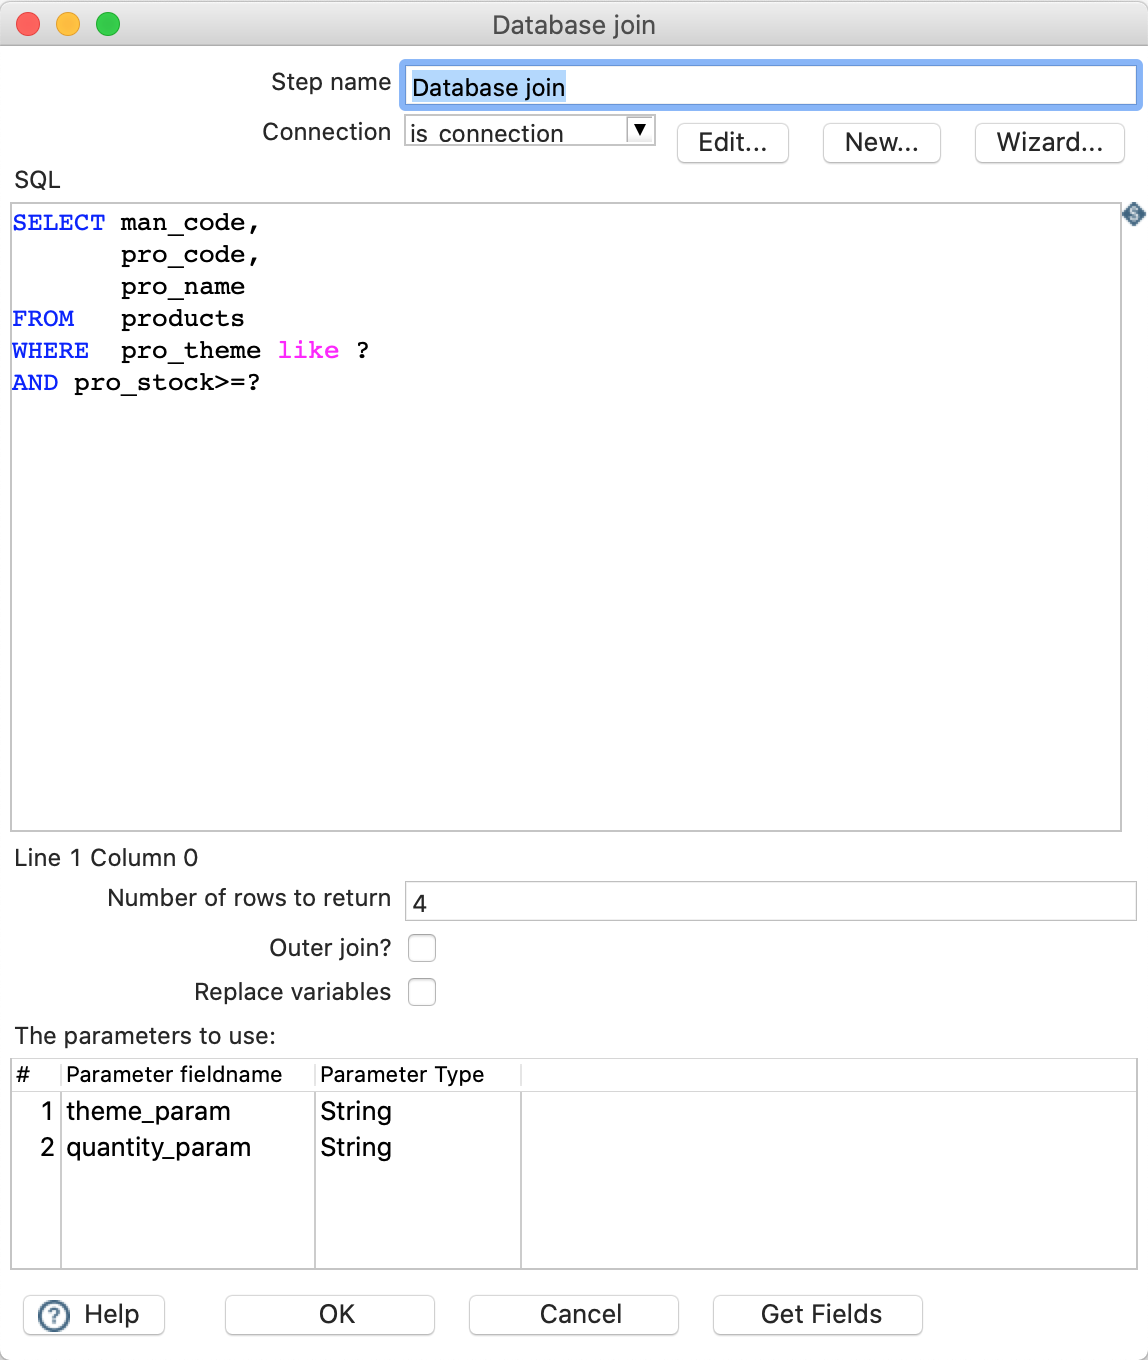 Database join
Step name Database join
Connection is connection Edit... New... Wizard...
SQL
SELECT man_code,
pro_code,
pro_name
FROM products
WHERE pro_theme like ?
AND pro_stock>=?
Line 1 Column 0
Number of rows to return 4
Outer join?
Replace variables
The parameters to use:
# Parameter fieldname Parameter Type
1 theme_param String
2 quantity_param String
Help OK Cancel Get Fields